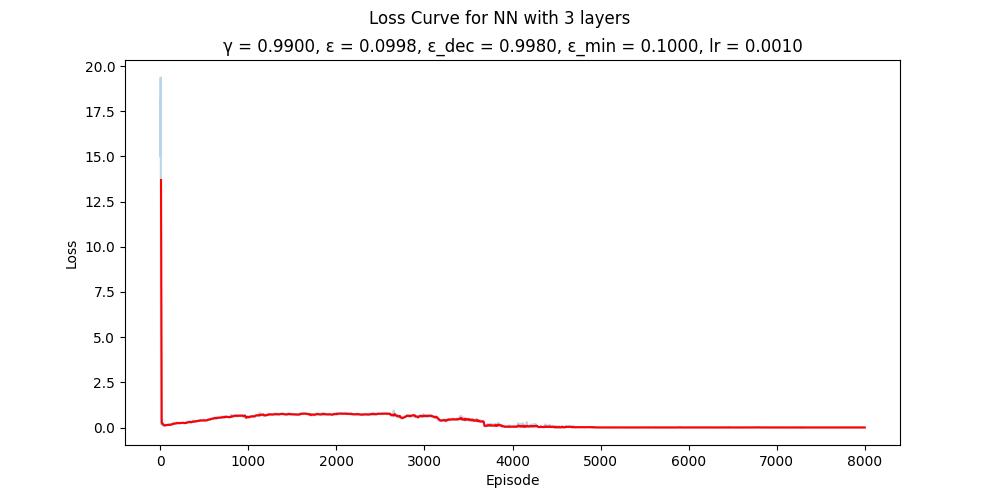 Loss Curve for NN with 3 layers
γ = 0.9900, ε = 0.0998, ε_dec = 0.9980, ε_min = 0.1000, lr = 0.0010
20.0
17.5
15.0
12.5
10.0
7.5
5.0
2.5
0.0
Loss
0 1000 2000 3000 4000 5000 6000 7000 8000
Episode